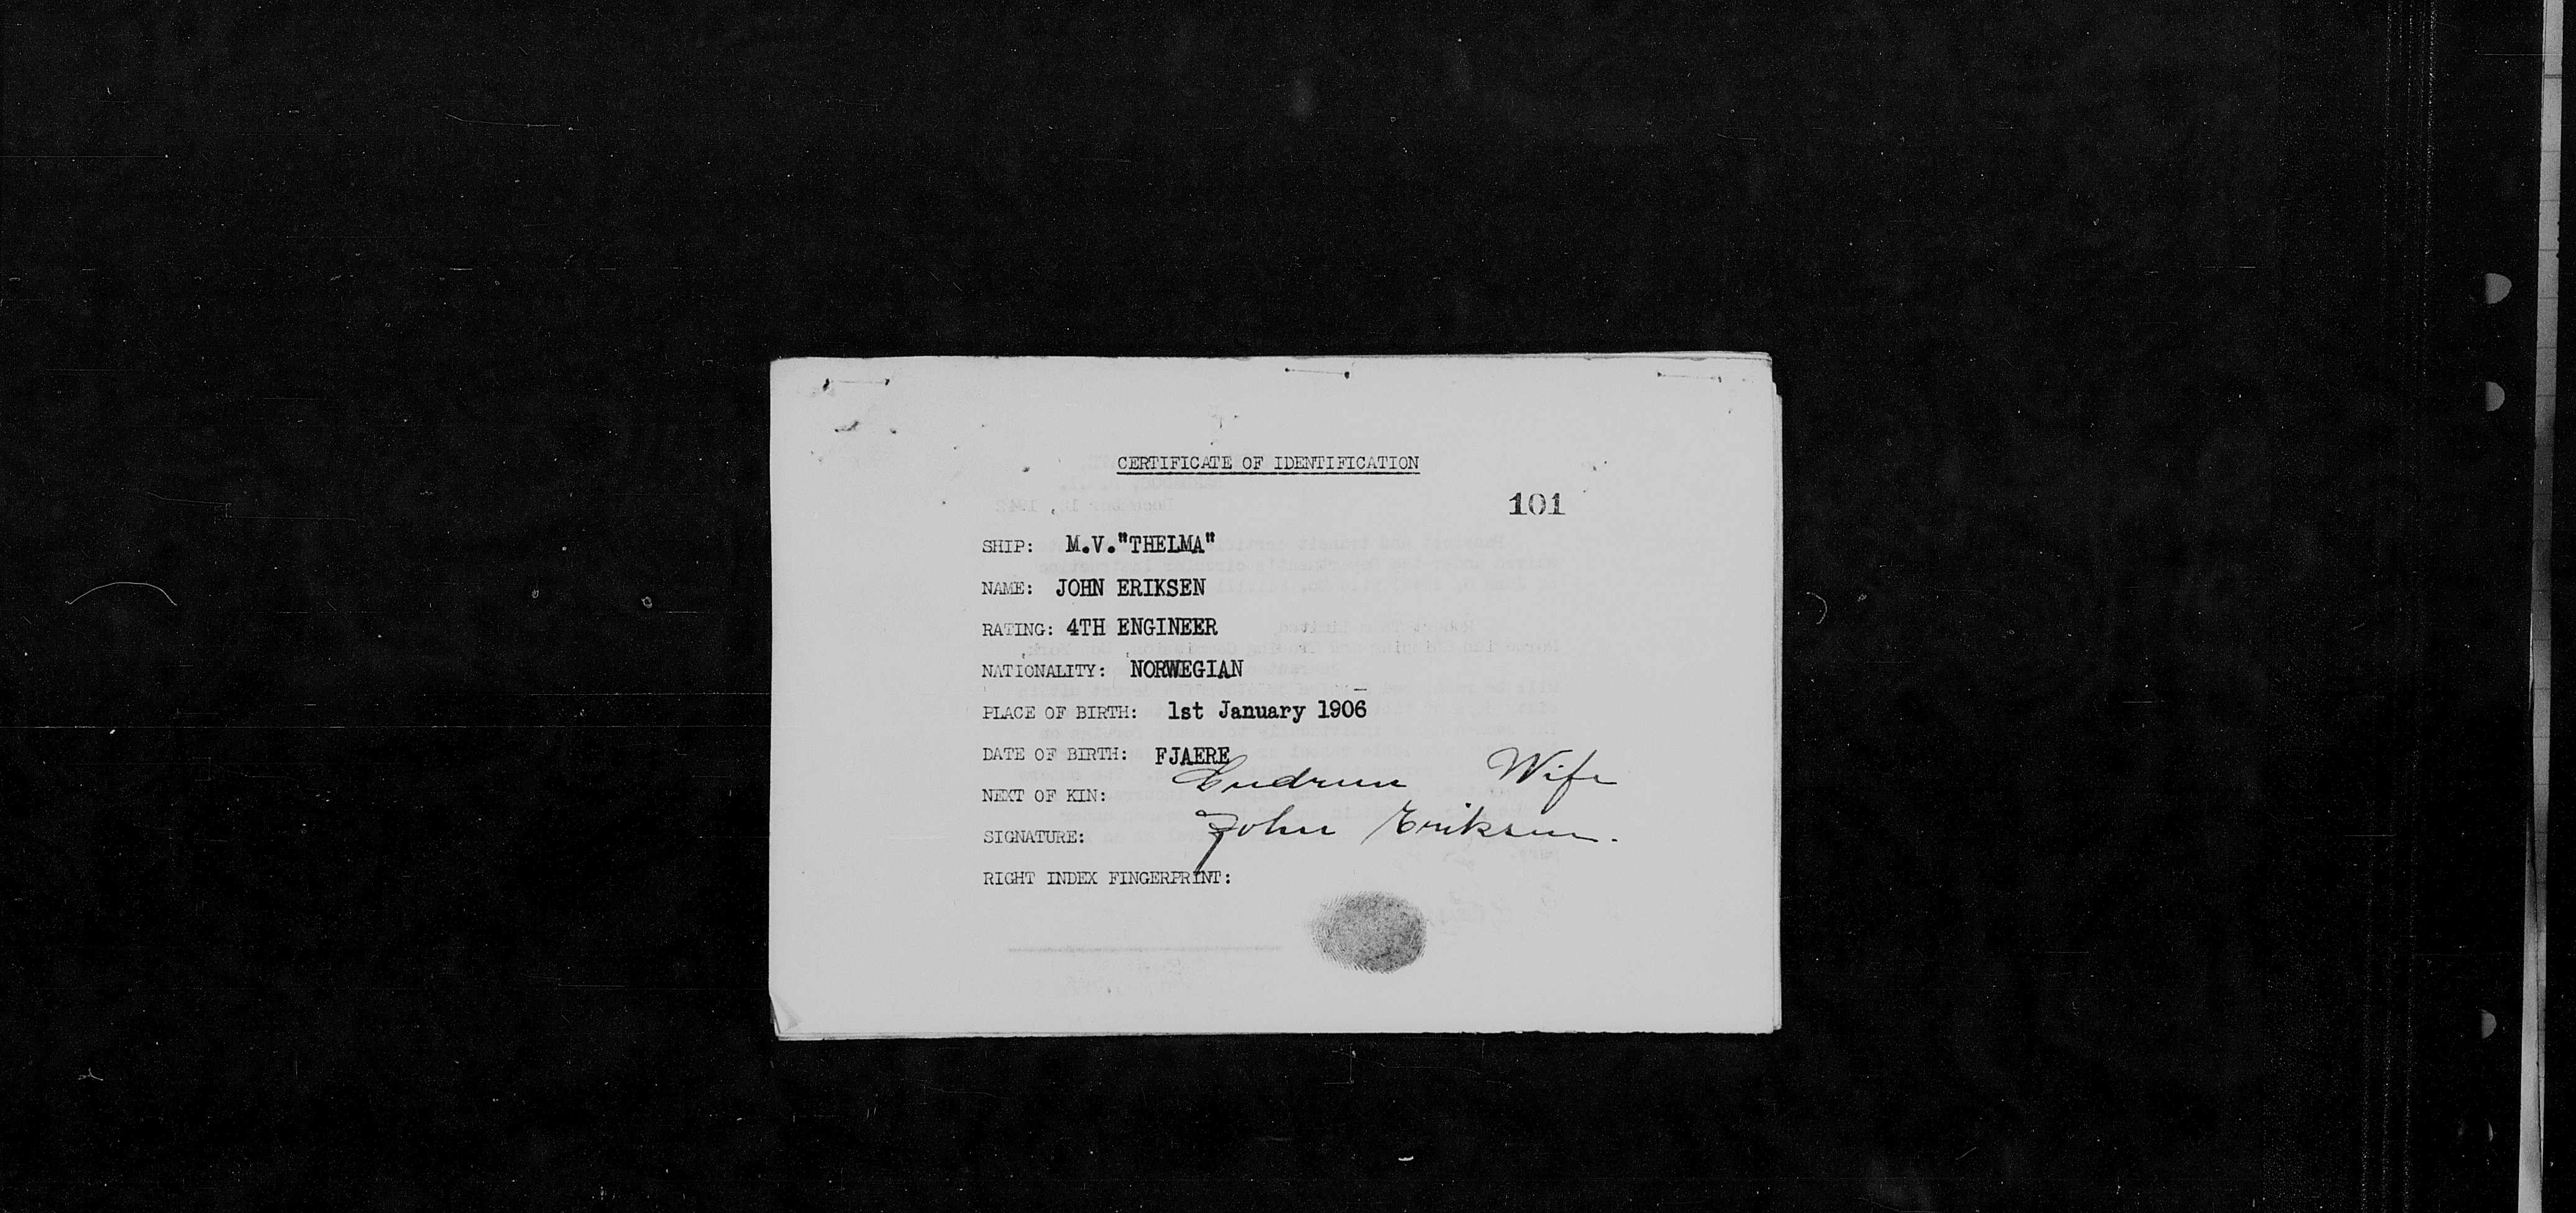 CERTIFICATE OF IDENTIFICATION
101
SHIP: M.V."THELMA"
NAME: JOHN ERIKSEN
RATING: 4TH ENGINEER
NATIONALITY: NORWEGIAN
PLACE OF BIRTH: 1st January 1906
DATE OF BIRTH: FJAERE
NEXT OF KIN: Gudrun Wife
SIGNATURE: John Eriksen.
RIGHT INDEX FINGERPRINT: